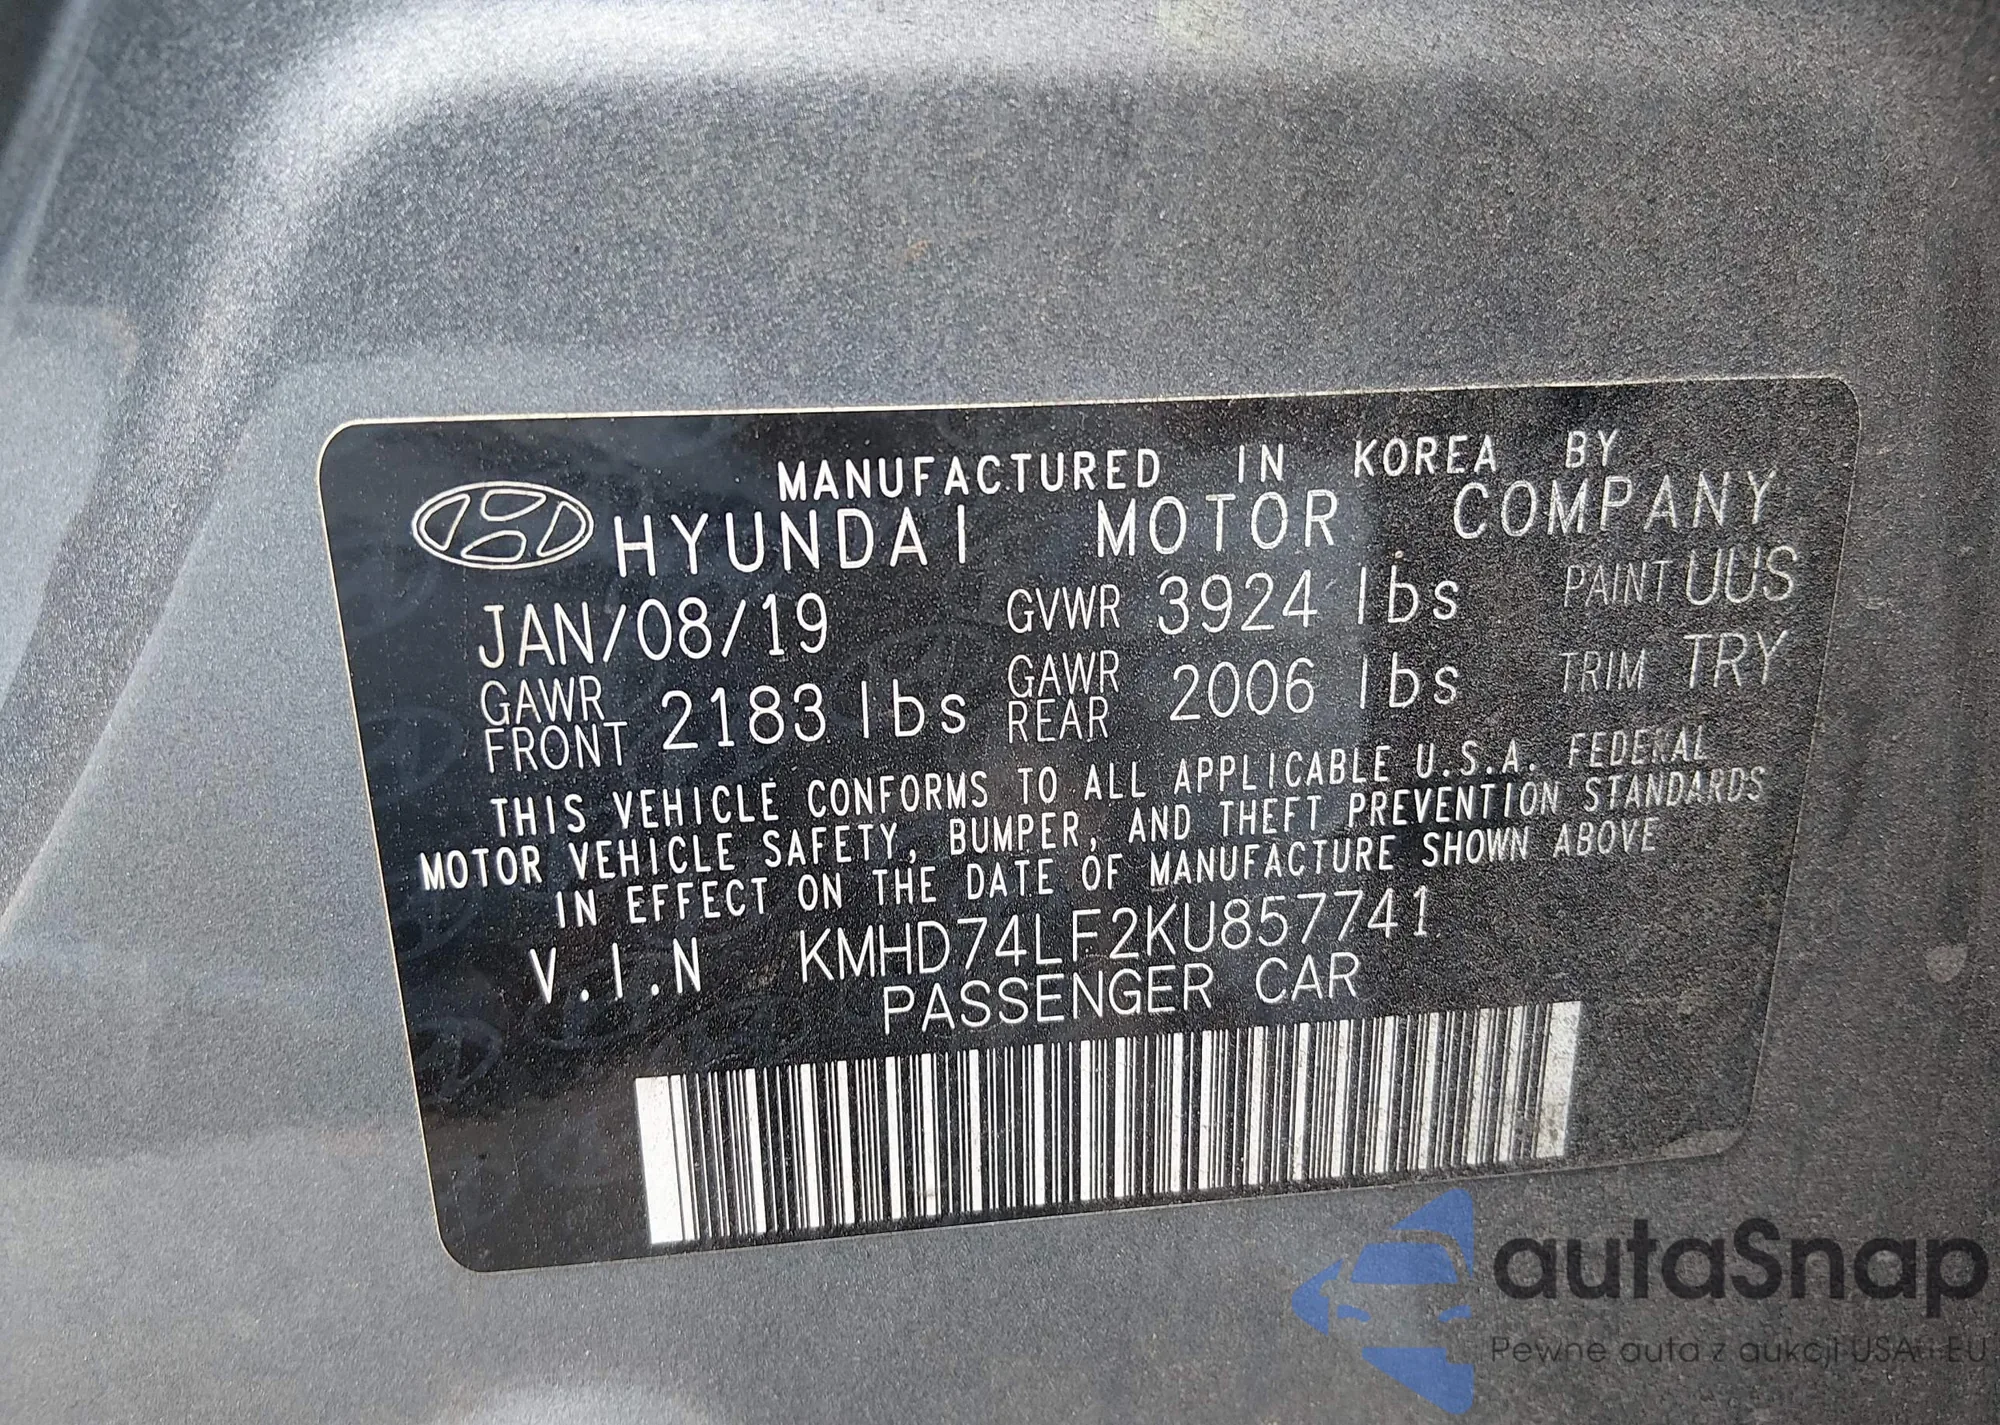 MANUFACTURED IN KOREA BY
HYUNDAI MOTOR COMPANY
JAN/08/19 GVWR 3924 lbs PAINT UUS
GAWR FRONT 2183 lbs GAWR REAR 2006 lbs TRIM TRY
THIS VEHICLE CONFORMS TO ALL APPLICABLE U.S.A. FEDERAL
MOTOR VEHICLE SAFETY, BUMPER, AND THEFT PREVENTION STANDARDS
IN EFFECT ON THE DATE OF MANUFACTURE SHOWN ABOVE
V.I.N KMHD74LF2KU857741
PASSENGER CAR
autaSnap
Pewne auta z aukcji USA i EU